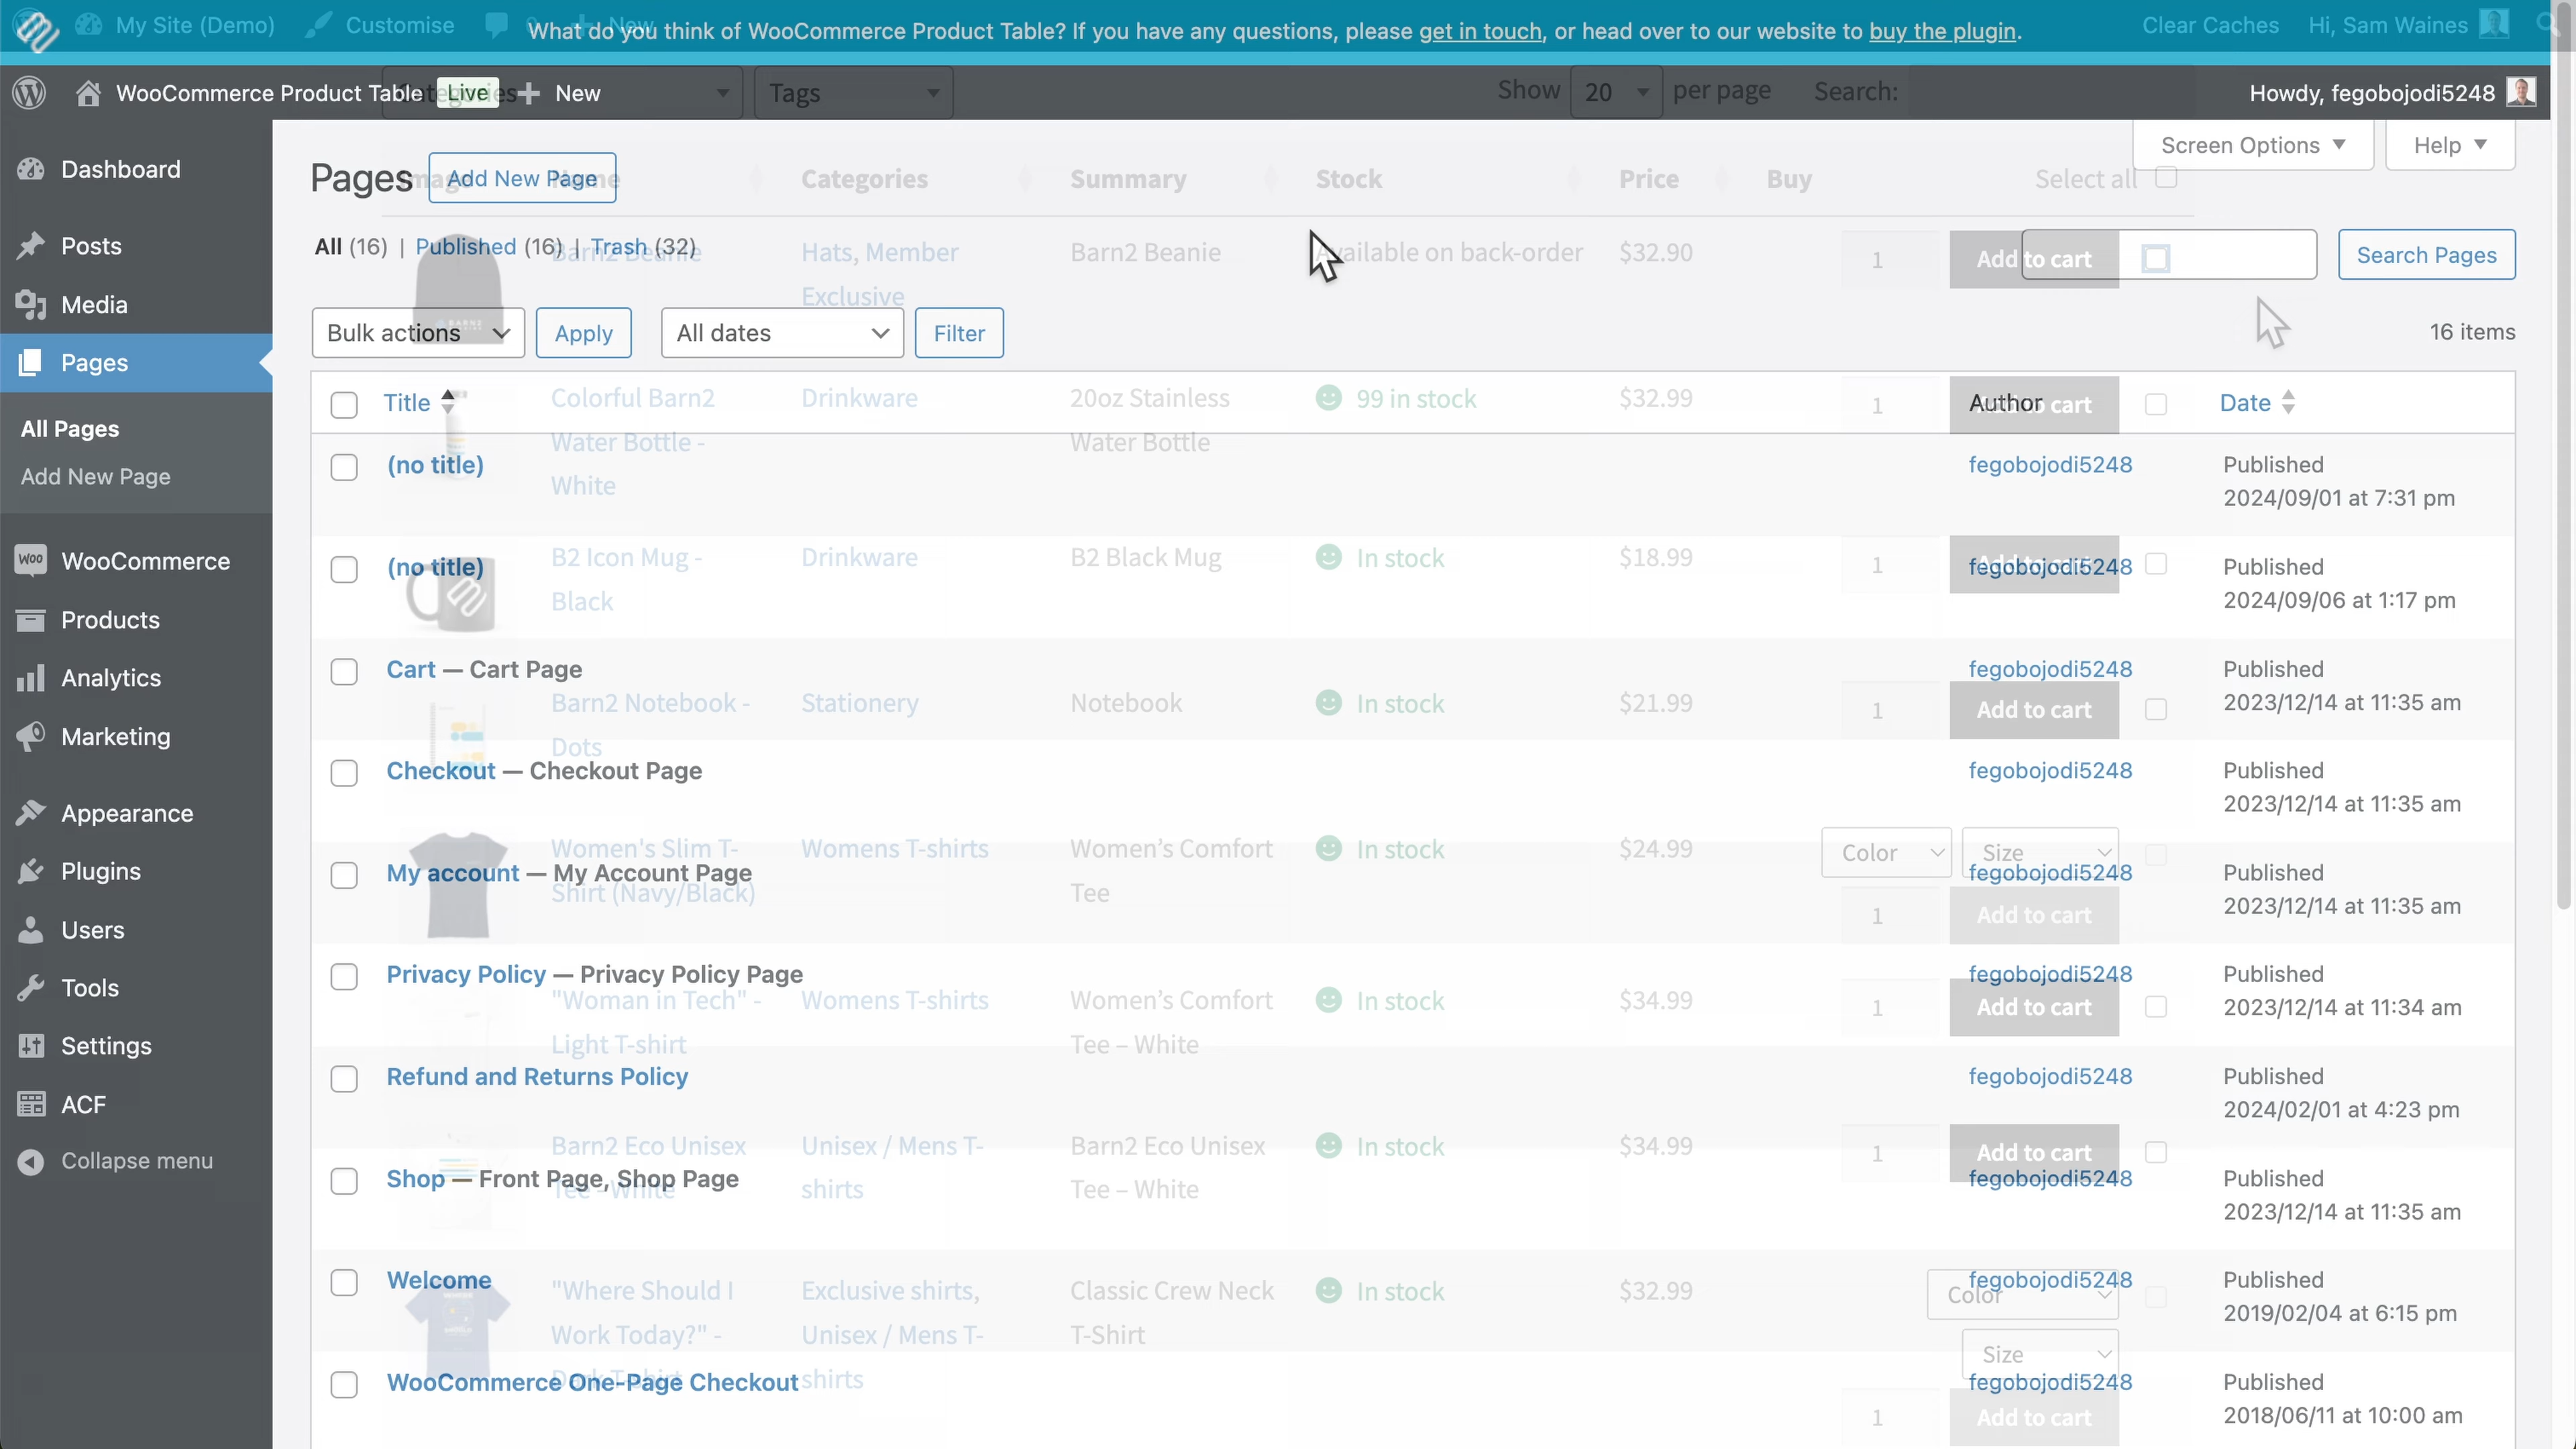 My Site (Demo) Customise 0 New Clear Caches Hi, Sam Waines
What do you think of WooCommerce Product Table? If you have any questions, please get in touch, or head over to our website to buy the plugin.
WooCommerce Product Table Live New Howdy, fegobojodi5248
Categories Tags Show 20 per page Search:
Screen Options Help
Dashboard
Pages Add New Page
Image Name Categories Summary Stock Price Buy Select all
Posts
All (16) | Published (16) | Trash (32)
Search Pages
Barn2 Beanie Hats, Member Barn2 Beanie Available on back-order $32.90 1 Add to cart
Exclusive
Media
Bulk actions Apply All dates Filter 16 items
Pages
Title Author Date
Colorful Barn2 Drinkware 20oz Stainless 99 in stock $32.99 1 Add to cart
All Pages
Water Bottle - Water Bottle
(no title) fegobojodi5248 Published
Add New Page
White
2024/09/01 at 7:31 pm
WooCommerce
B2 Icon Mug - Drinkware B2 Black Mug In stock $18.99 1 Add to cart
(no title) fegobojodi5248 Published
Black
2024/09/06 at 1:17 pm
Products
Cart — Cart Page fegobojodi5248 Published
Analytics
Barn2 Notebook - Stationery Notebook In stock $21.99 1 Add to cart
2023/12/14 at 11:35 am
Marketing
Dots
Checkout — Checkout Page fegobojodi5248 Published
2023/12/14 at 11:35 am
Appearance
Women's Slim T- Womens T-shirts Women’s Comfort In stock $24.99 Color Size
My account — My Account Page fegobojodi5248 Published
Plugins
Shirt (Navy/Black) Tee
2023/12/14 at 11:35 am
1 Add to cart
Users
Privacy Policy — Privacy Policy Page fegobojodi5248 Published
Tools
"Woman in Tech" - Womens T-shirts Women’s Comfort In stock $34.99 1 Add to cart
2023/12/14 at 11:34 am
Light T-shirt Tee – White
Settings
Refund and Returns Policy fegobojodi5248 Published
ACF
2024/02/01 at 4:23 pm
Barn2 Eco Unisex Unisex / Mens T- Barn2 Eco Unisex In stock $34.99 1 Add to cart
Collapse menu
Shop — Front Page, Shop Page fegobojodi5248 Published
Tee - White shirts Tee – White
2023/12/14 at 11:35 am
Welcome fegobojodi5248 Published
"Where Should I Exclusive shirts, Classic Crew Neck In stock $32.99 Color
2019/02/04 at 6:15 pm
Work Today?" - Unisex / Mens T- T-Shirt
Size
Dark T-shirt shirts
WooCommerce One-Page Checkout fegobojodi5248 Published
2018/06/11 at 10:00 am
1 Add to cart